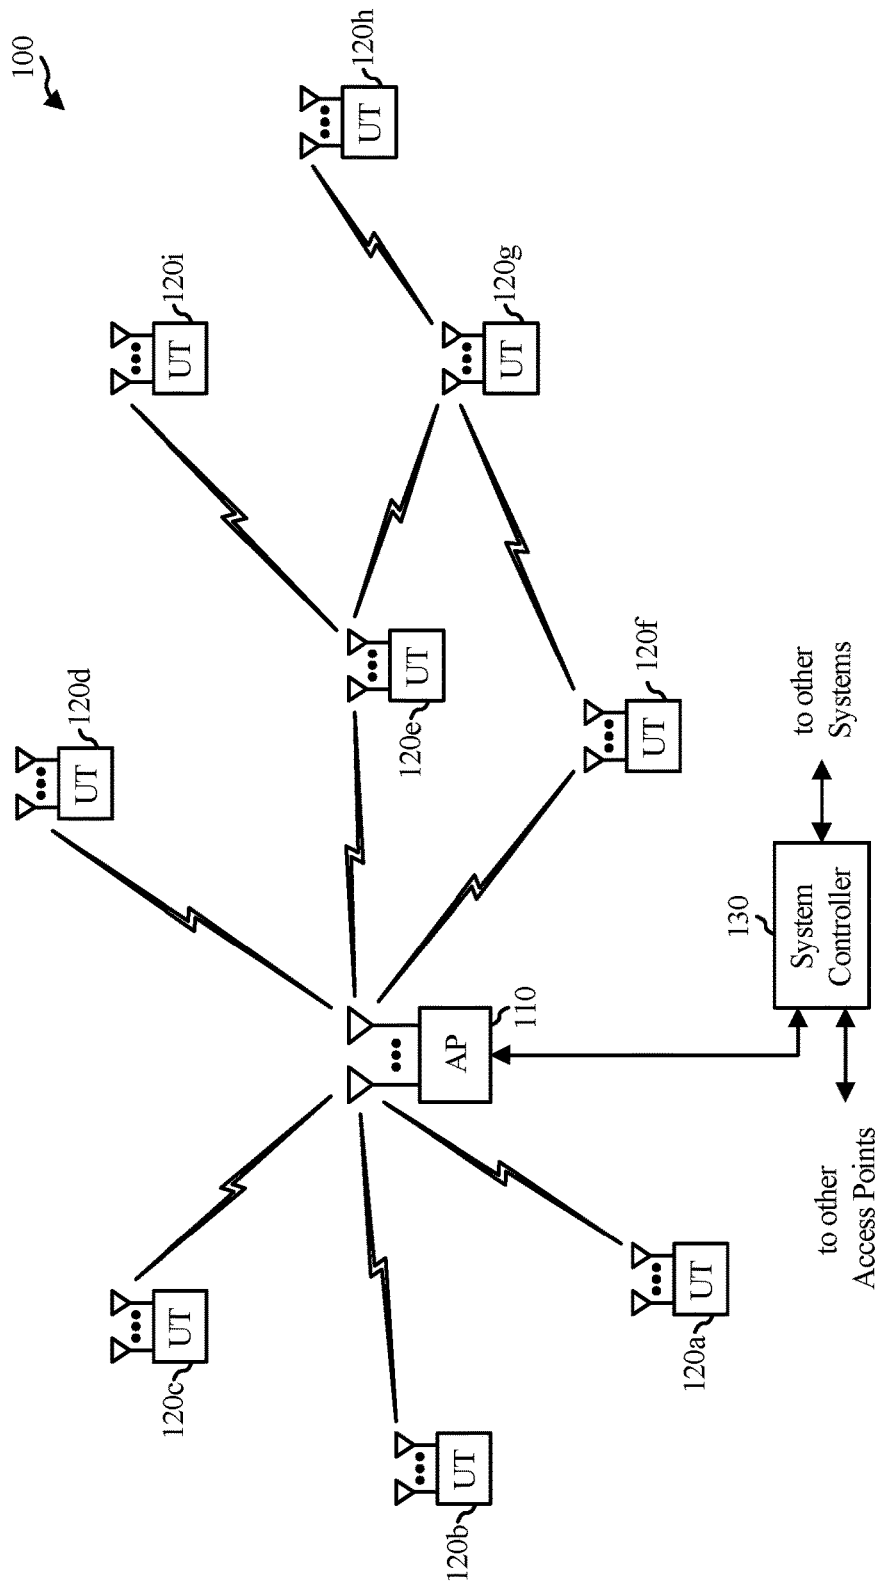 100
120h
UT
120i
UT
120g
UT
120d
UT
120e
UT
120f
UT
110
AP
120c
UT
120b
UT
120a
UT
130
System
Controller
to other
Systems
to other
Access Points